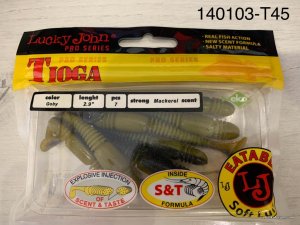 140103-T45
Lucky John
PRO SERIES
• REAL FISH ACTION
• NEW SCENT FORMULA
• SALTY MATERIAL
TIOGA
PRO SERIES
color
Goby
lenght
2.9"
pcs
7
strong Mackerel scent
EXPLOSIVE INJECTION
OF
SCENT & TASTE
INSIDE
S&T
FORMULA
EATABLE
LJ
Soft Lure